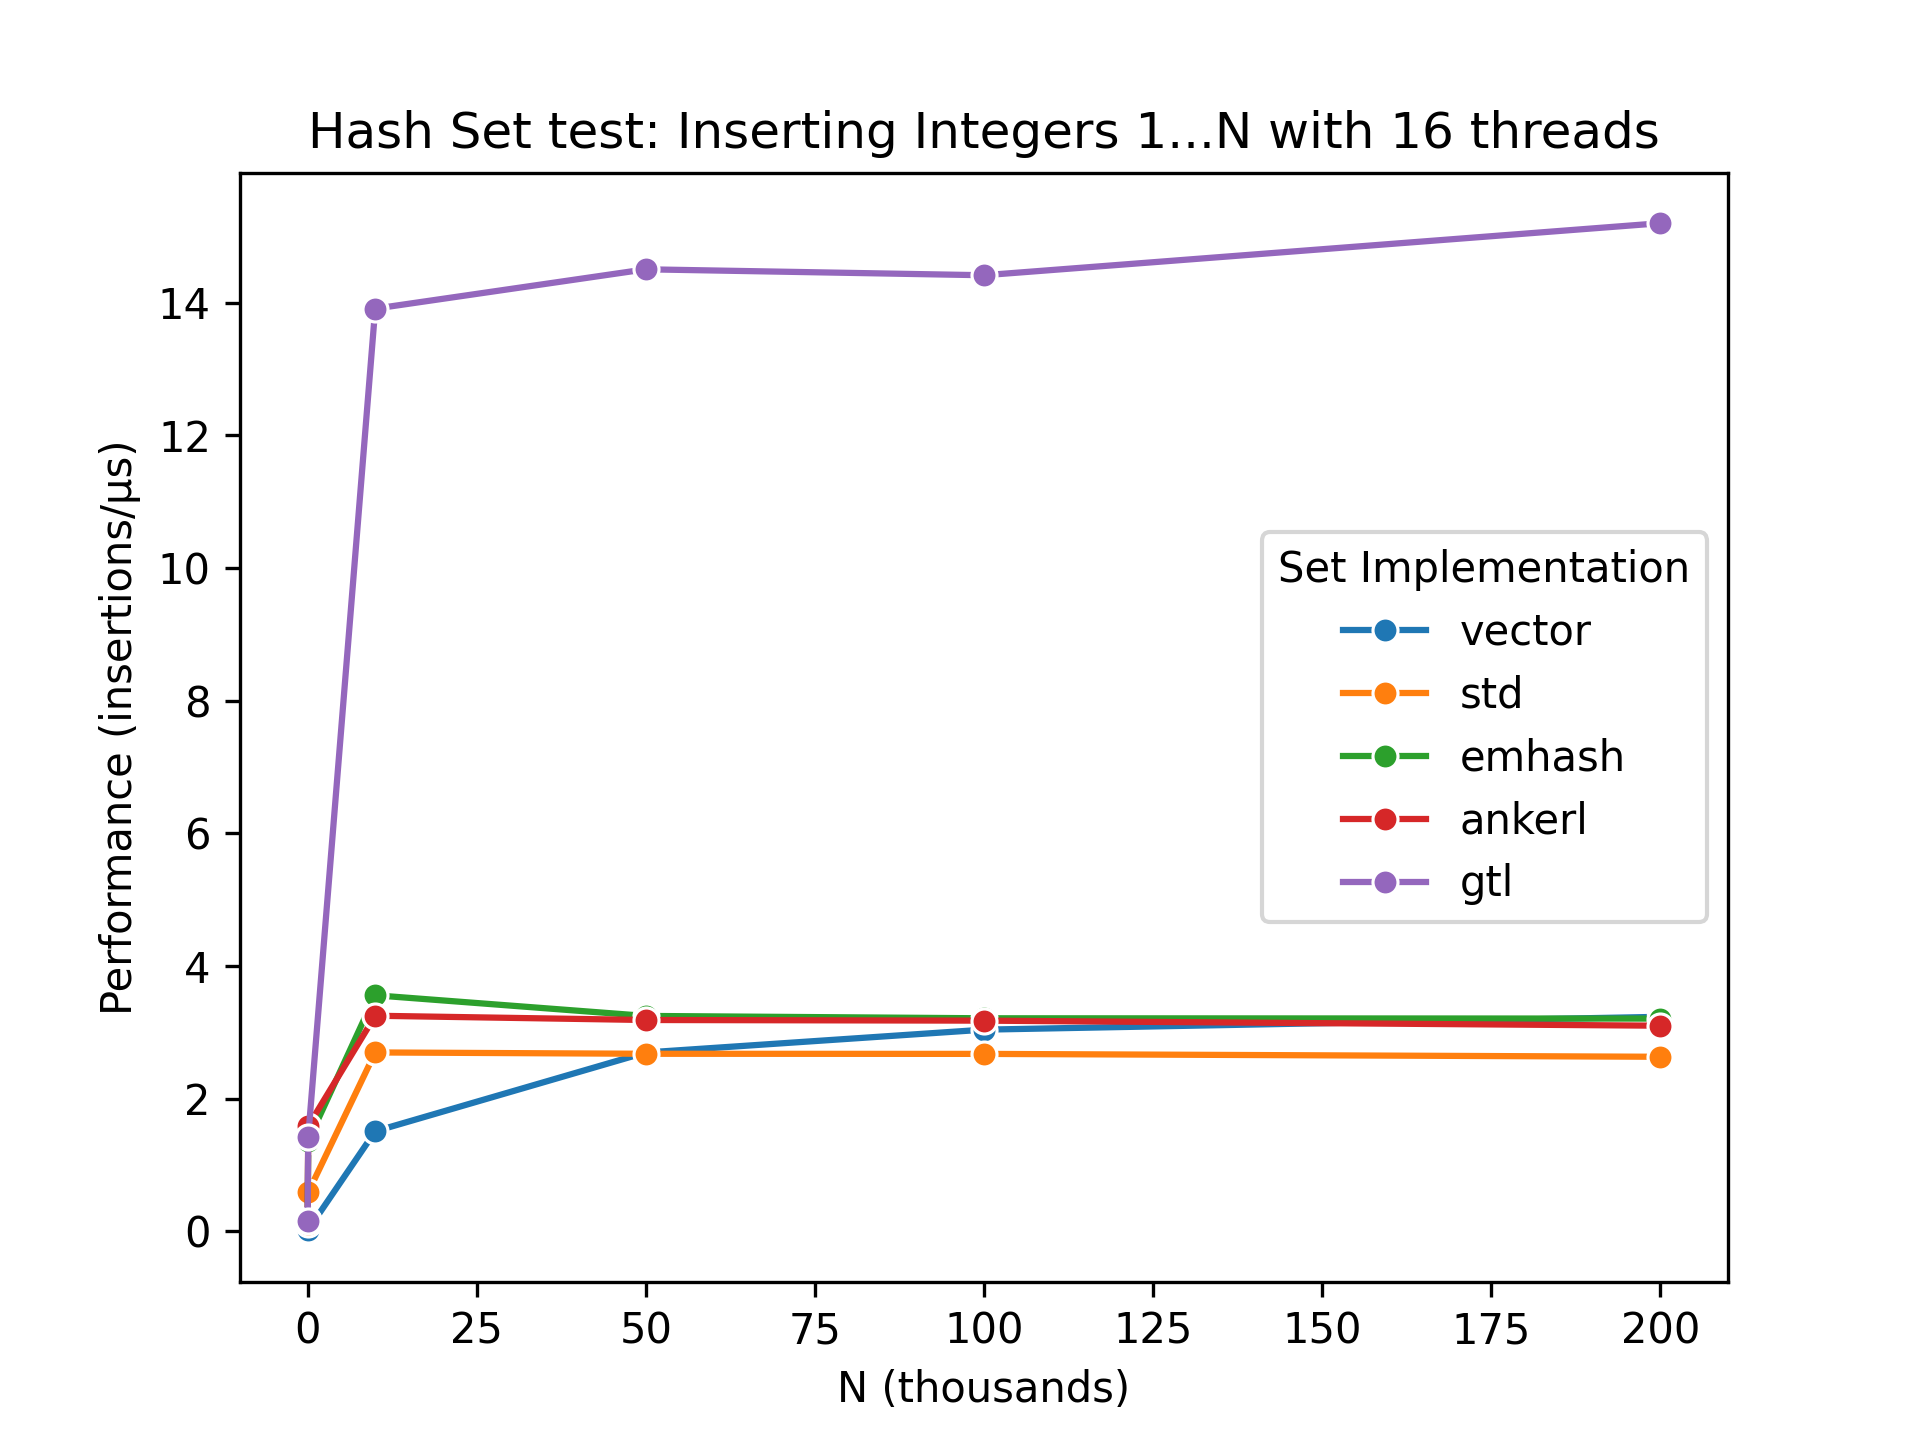 Hash Set test: Inserting Integers 1...N with 16 threads
Performance (insertions/µs)
14
12
10
8
6
4
2
0
Set Implementation
vector
std
emhash
ankerl
gtl
0 25 50 75 100 125 150 175 200
N (thousands)